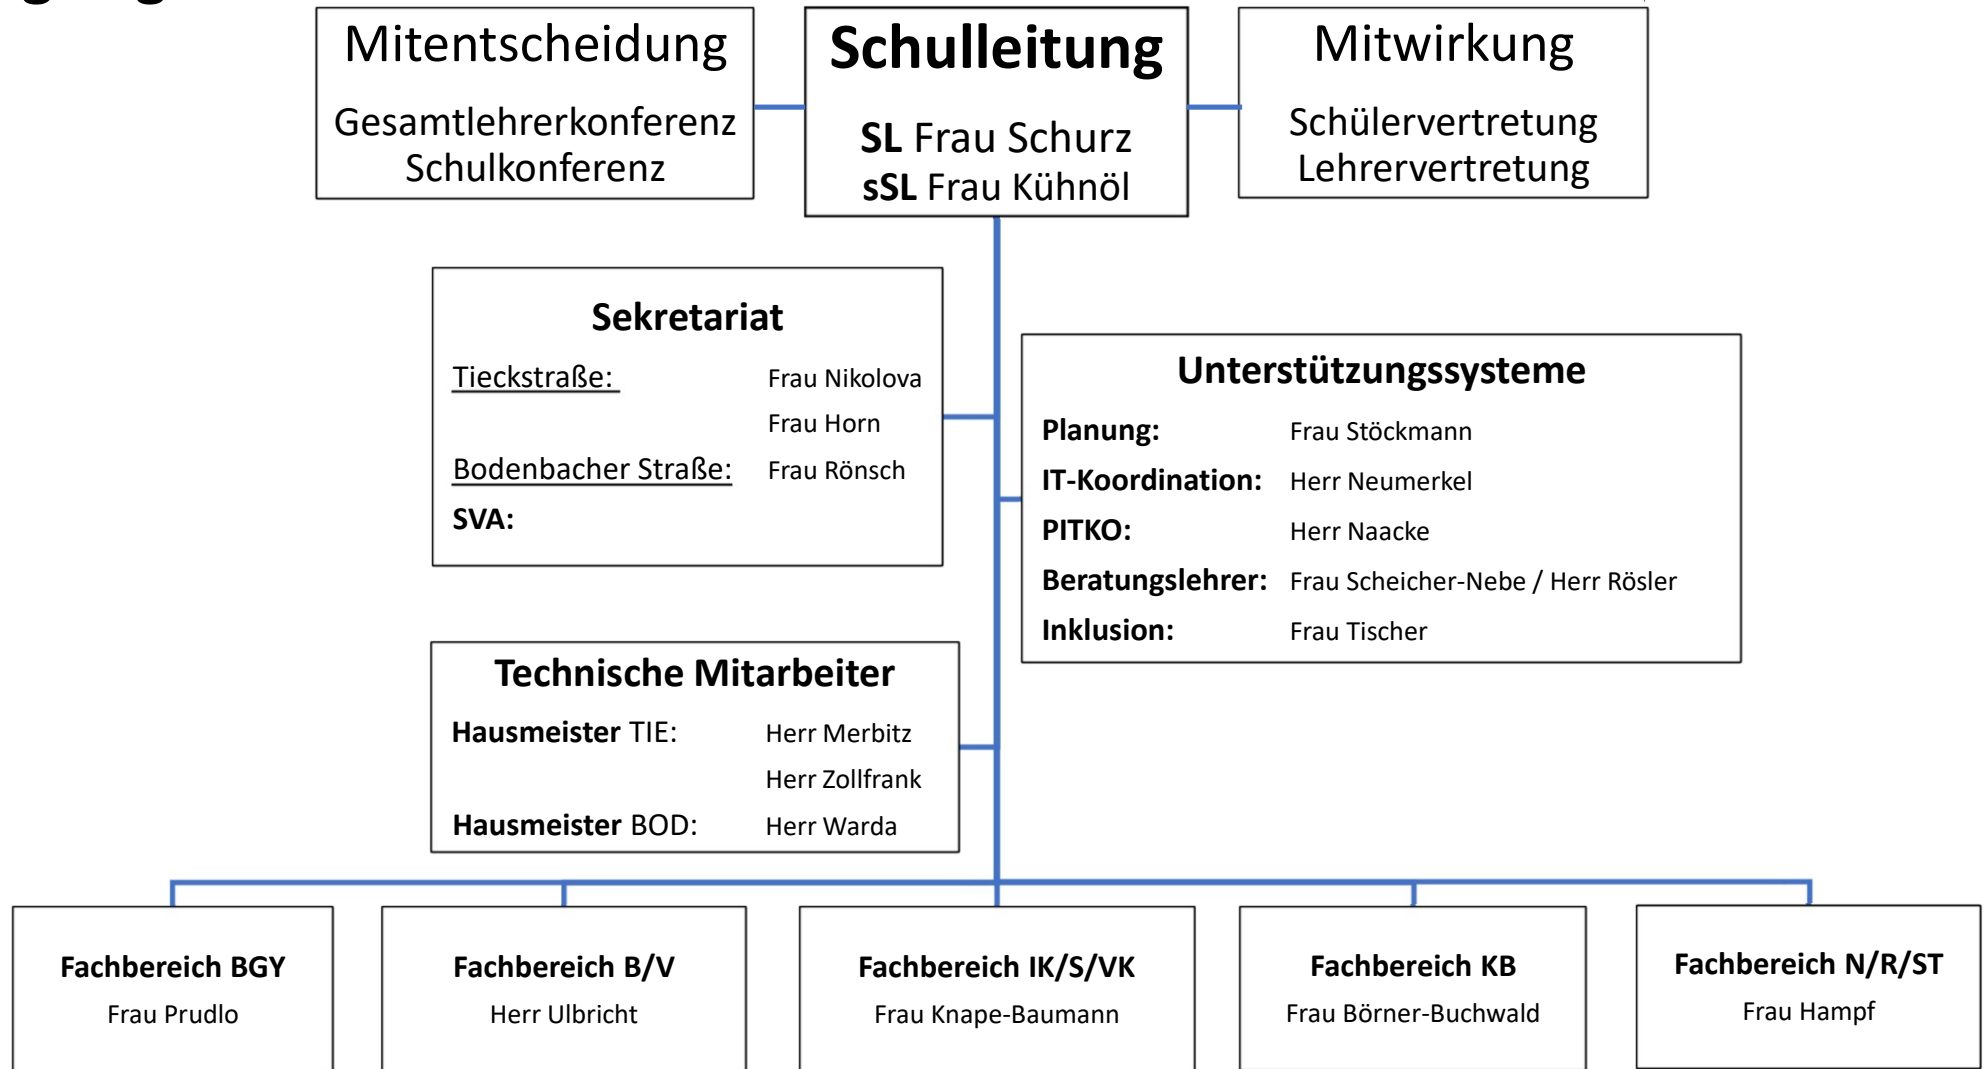 Mitentscheidung
Gesamtlehrerkonferenz
Schulkonferenz
Schulleitung
SL Frau Schurz
sSL Frau Kühnöl
Mitwirkung
Schülervertretung
Lehrervertretung
Sekretariat
Tieckstraße: Frau Nikolova
Frau Horn
Bodenbacher Straße: Frau Rönsch
SVA:
Unterstützungssysteme
Planung: Frau Stöckmann
IT-Koordination: Herr Neumerkel
PITKO: Herr Naacke
Beratungslehrer: Frau Scheicher-Nebe / Herr Rösler
Inklusion: Frau Tischer
Technische Mitarbeiter
Hausmeister TIE: Herr Merbitz
Herr Zollfrank
Hausmeister BOD: Herr Warda
Fachbereich BGY
Frau Prudlo
Fachbereich B/V
Herr Ulbricht
Fachbereich IK/S/VK
Frau Knape-Baumann
Fachbereich KB
Frau Börner-Buchwald
Fachbereich N/R/ST
Frau Hampf